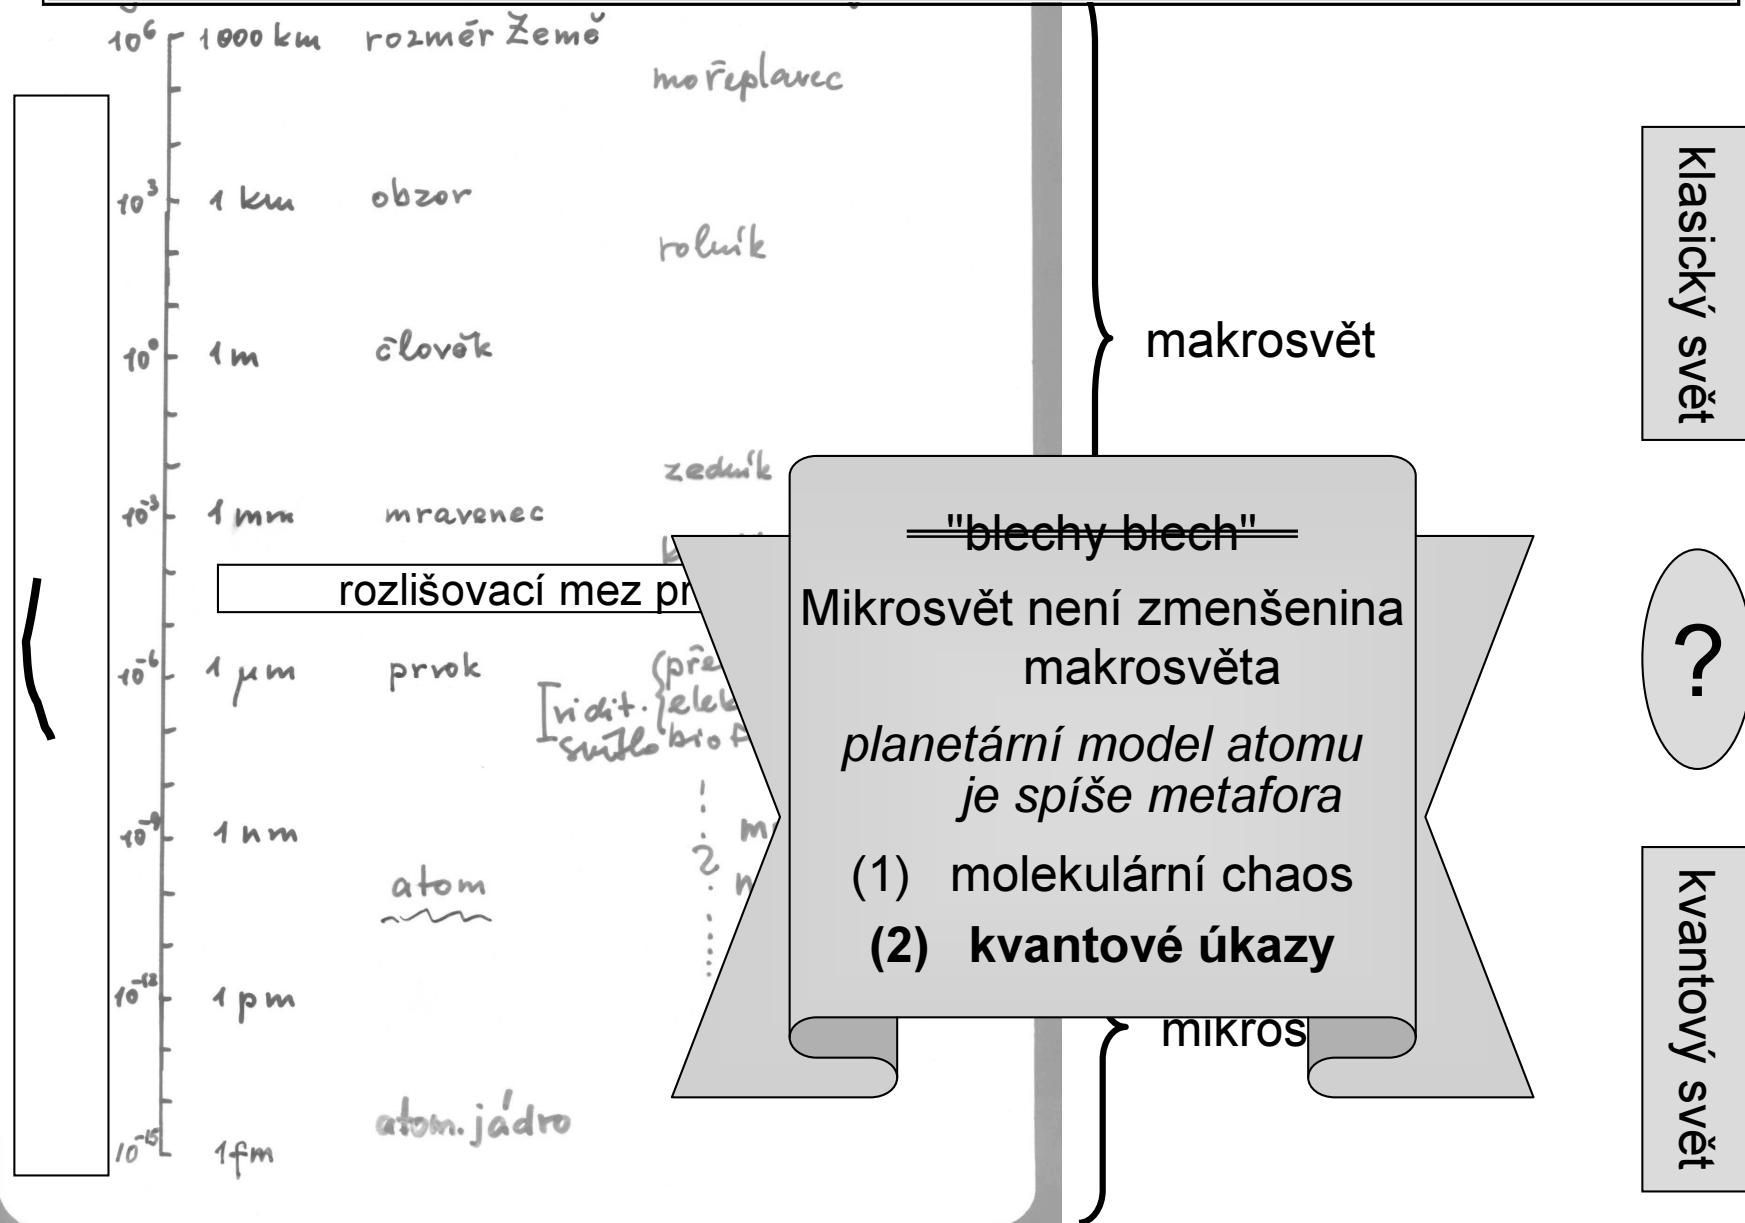 10⁶ 1000 km rozměr Země
mořeplavec
10³ 1 km obzor
rolník
10⁰ 1 m člověk
zedník
10⁻³ 1 mm mravenec
rozlišovací mez
10⁻⁶ 1 μm prvok
[vidit.
světlo
10⁻⁹ 1 nm
?
atom
10⁻¹² 1 pm
atom. jádro
10⁻¹⁵ 1 fm
makrosvět
"blechy blech"
Mikrosvět není zmenšenina
makrosvěta
planetární model atomu
je spíše metafora
(1) molekulární chaos
(2) kvantové úkazy
mikros
klasický svět
?
kvantový svět